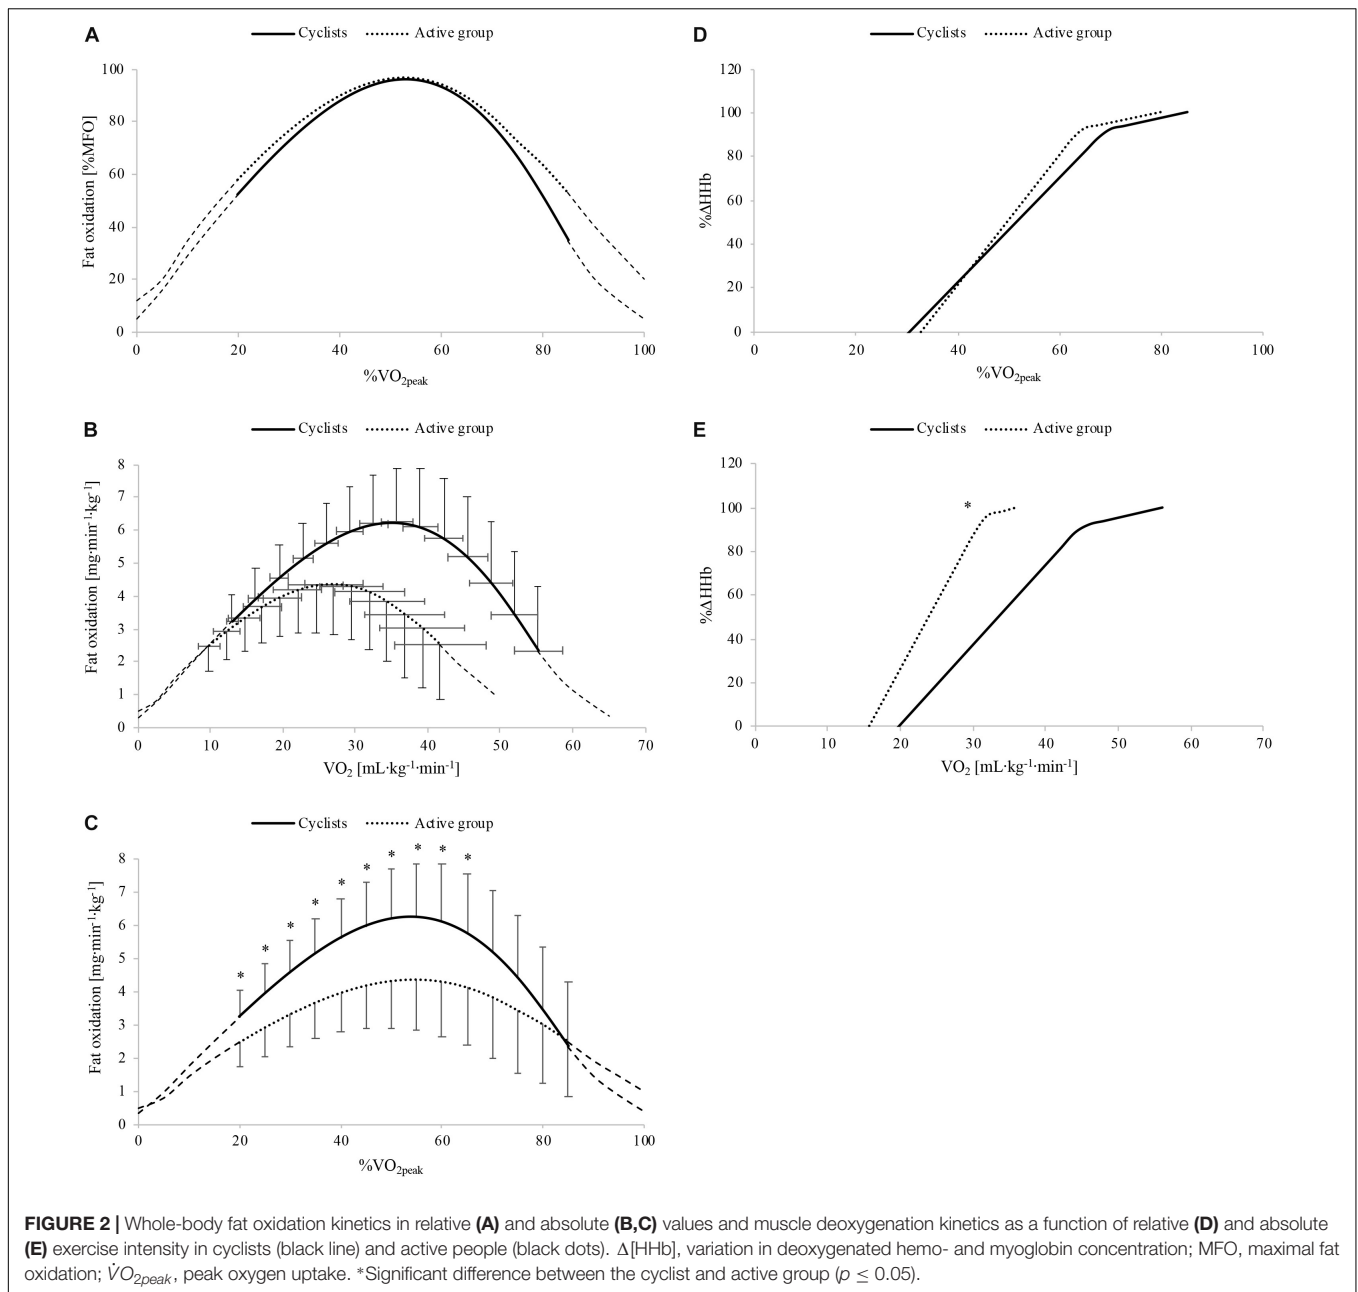 A
Cyclists Active group
Fat oxidation [%MFO]
100
80
60
40
20
0
0 20 40 60 80 100
%VO2peak
D
Cyclists Active group
%ΔHHb
120
100
80
60
40
20
0
0 20 40 60 80 100
%VO2peak
B
Cyclists Active group
Fat oxidation [mg·min-1·kg-1]
8
7
6
5
4
3
2
1
0
0 10 20 30 40 50 60 70
VO2 [mL·kg-1·min-1]
E
Cyclists Active group
%ΔHHb
120
100
80
60
40
20
0
*
0 10 20 30 40 50 60 70
VO2 [mL·kg-1·min-1]
C
Cyclists Active group
Fat oxidation [mg·min-1·kg-1]
8
7
6
5
4
3
2
1
0
* * * * * * * * * *
0 20 40 60 80 100
%VO2peak
FIGURE 2 | Whole-body fat oxidation kinetics in relative (A) and absolute (B,C) values and muscle deoxygenation kinetics as a function of relative (D) and absolute
(E) exercise intensity in cyclists (black line) and active people (black dots). Δ[HHb], variation in deoxygenated hemo- and myoglobin concentration; MFO, maximal fat
oxidation; V̇O2peak, peak oxygen uptake. *Significant difference between the cyclist and active group (p ≤ 0.05).